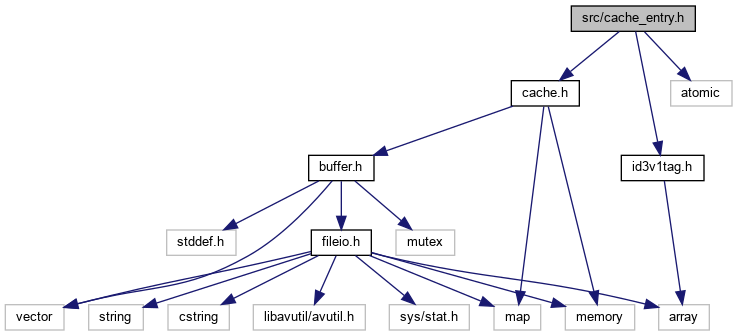 src/cache_entry.h
cache.h
atomic
buffer.h
id3v1tag.h
stddef.h
fileio.h
mutex
vector
string
cstring
libavutil/avutil.h
sys/stat.h
map
memory
array